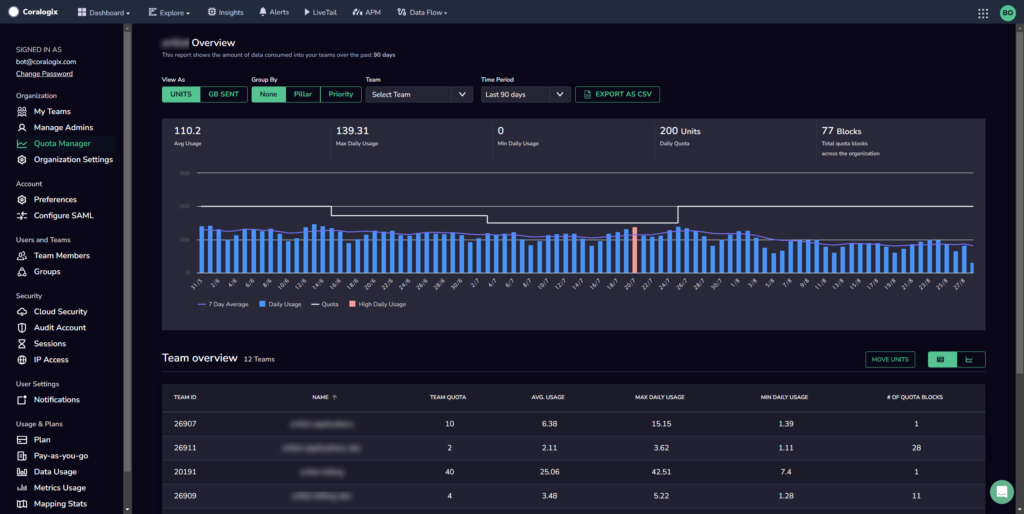 Coralogix
Dashboard
Explore
Insights
Alerts
LiveTail
APM
Data Flow
BO
SIGNED IN AS
bot@coralogix.com
Change Password
Organization
My Teams
Manage Admins
Quota Manager
Organization Settings
Account
Preferences
Configure SAML
Users and Teams
Team Members
Groups
Security
Cloud Security
Audit Account
Sessions
IP Access
User Settings
Notifications
Usage & Plans
Plan
Pay-as-you-go
Data Usage
Metrics Usage
Mapping Stats
Overview
This report shows the amount of data consumed into your teams over the past 90 days
View As
UNITS GB SENT
Group By
None Pillar Priority
Team
Select Team
Time Period
Last 90 days
EXPORT AS CSV
110.2
Avg Usage
139.31
Max Daily Usage
0
Min Daily Usage
200 Units
Daily Quota
77 Blocks
Total quota blocks
across the organization
300
200
100
0
31/5 2/6 4/6 6/6 8/6 10/6 12/6 14/6 16/6 18/6 20/6 22/6 24/6 26/6 28/6 30/6 2/7 4/7 6/7 8/7 10/7 12/7 14/7 16/7 18/7 20/7 22/7 24/7 26/7 28/7 30/7 1/8 3/8 5/8 7/8 9/8 11/8 13/8 15/8 17/8 19/8 21/8 23/8 25/8 27/8
7 Day Average Daily Usage Quota High Daily Usage
Team overview 12 Teams
MOVE UNITS
TEAM ID NAME TEAM QUOTA AVG. USAGE MAX DAILY USAGE MIN DAILY USAGE # OF QUOTA BLOCKS
26907 10 6.38 15.15 1.39 1
26911 2 2.11 3.62 1.11 28
20191 40 25.06 42.51 7.4 1
26909 4 3.48 5.22 1.28 11